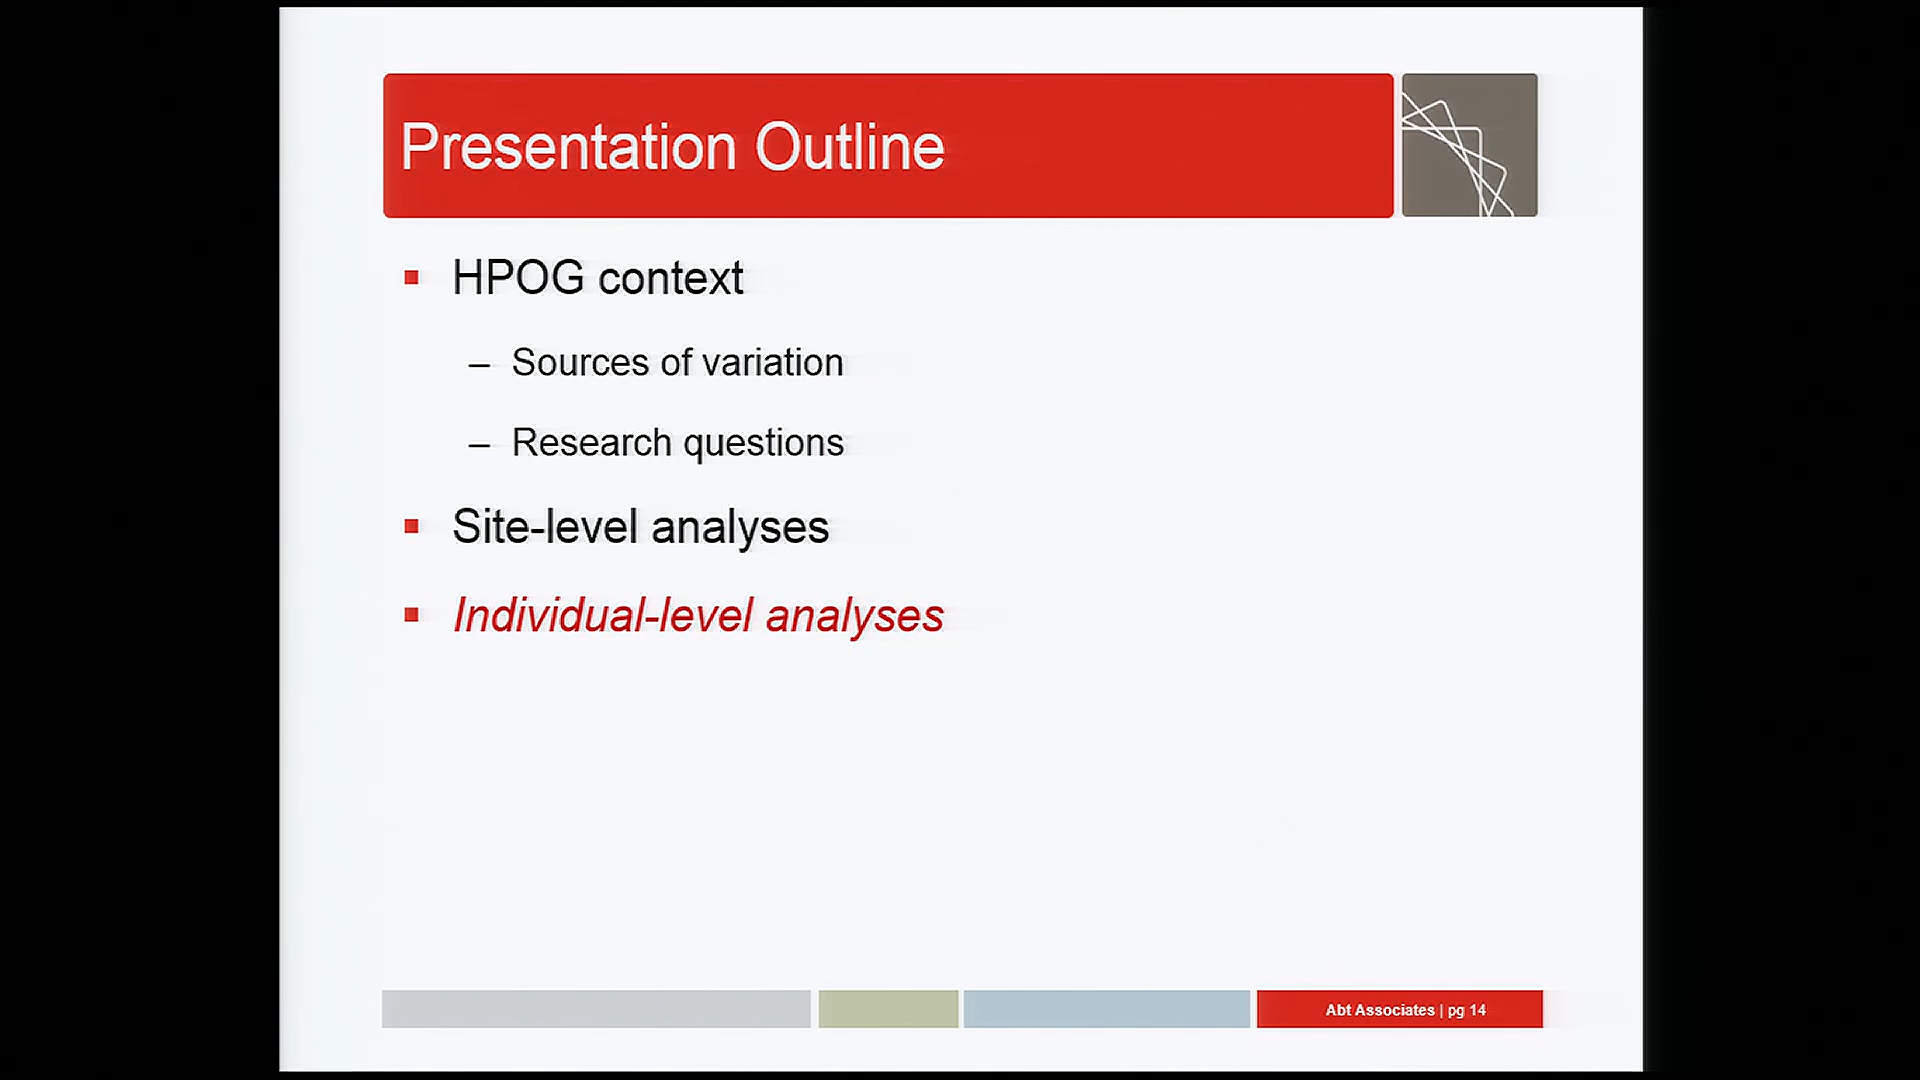 Presentation Outline
▪ HPOG context
– Sources of variation
– Research questions
▪ Site-level analyses
▪ Individual-level analyses
Abt Associates | pg 14